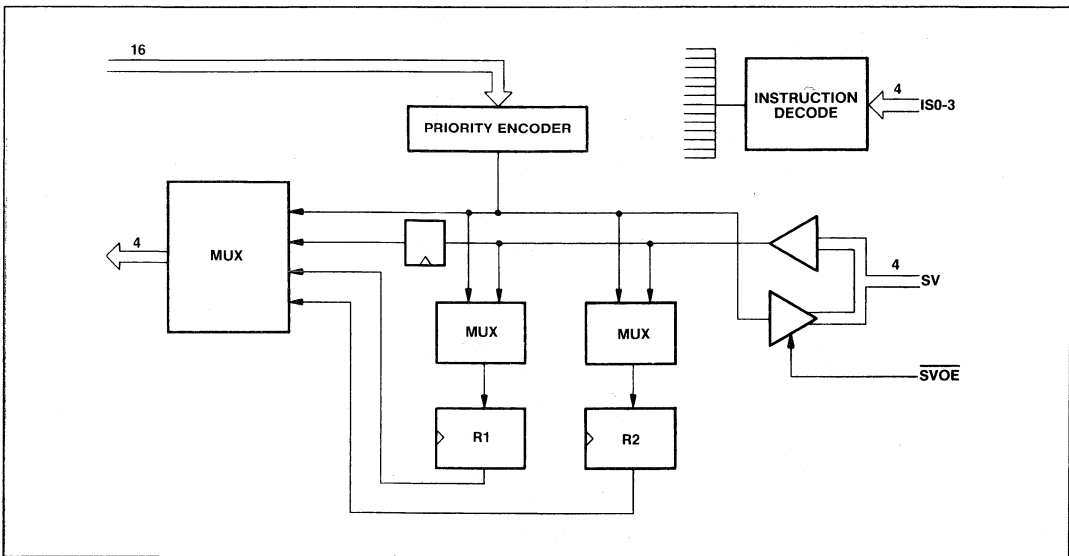 16
PRIORITY ENCODER
INSTRUCTION
DECODE
4
IS0-3
4
MUX
4
SV
MUX
MUX
SVOE
R1
R2